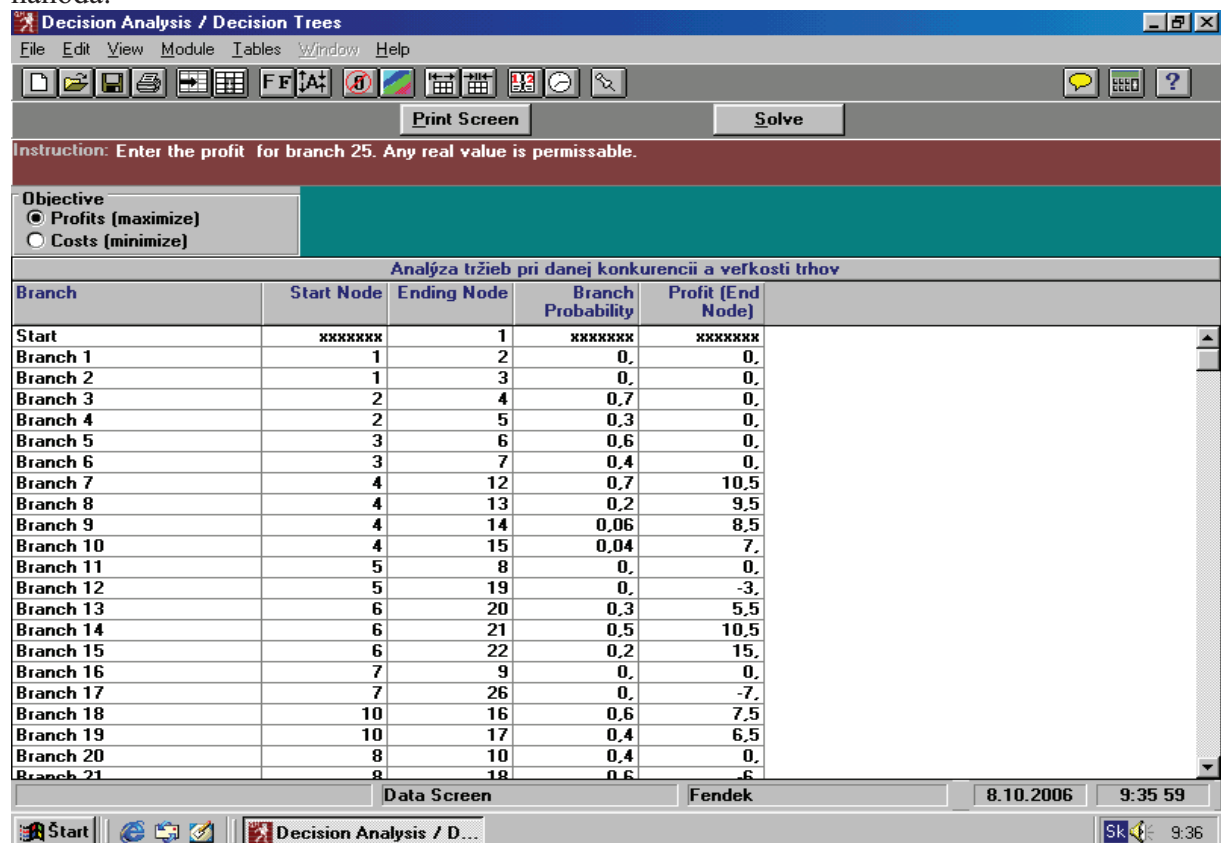 náhoda.
Decision Analysis / Decision Trees
File Edit View Module Tables Window Help
Print Screen Solve
Instruction: Enter the profit for branch 25. Any real value is permissable.
Objective
Profits (maximize)
Costs (minimize)
Analýza tržieb pri danej konkurencii a veľkosti trhov
Branch Start Node Ending Node Branch Probability Profit (End Node)
Start xxxxxxx 1 xxxxxxx xxxxxxx
Branch 1 1 2 0, 0,
Branch 2 1 3 0, 0,
Branch 3 2 4 0,7 0,
Branch 4 2 5 0,3 0,
Branch 5 3 6 0,6 0,
Branch 6 3 7 0,4 0,
Branch 7 4 12 0,7 10,5
Branch 8 4 13 0,2 9,5
Branch 9 4 14 0,06 8,5
Branch 10 4 15 0,04 7,
Branch 11 5 8 0, 0,
Branch 12 5 19 0, -3,
Branch 13 6 20 0,3 5,5
Branch 14 6 21 0,5 10,5
Branch 15 6 22 0,2 15,
Branch 16 7 9 0, 0,
Branch 17 7 26 0, -7,
Branch 18 10 16 0,6 7,5
Branch 19 10 17 0,4 6,5
Branch 20 8 10 0,4 0,
Branch 21 8 18 0,6 -6
Data Screen Fendek 8.10.2006 9:35 59
Štart Decision Analysis / D... Sk 9:36